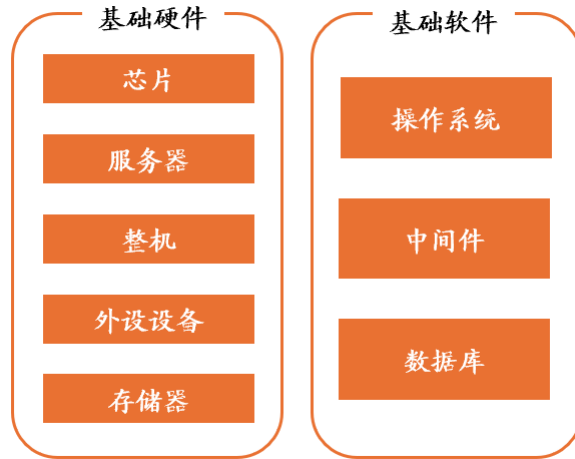 基础硬件
芯片
服务器
整机
外设设备
存储器
基础软件
操作系统
中间件
数据库